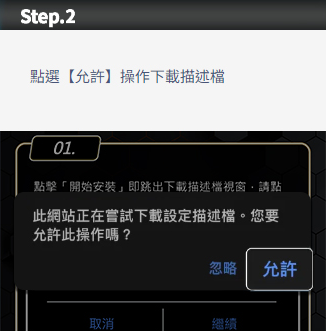 Step.2
點選【允許】操作下載描述檔
01.
點擊「開始安裝」即跳出下載描述檔視窗，請點
此網站正在嘗試下載設定描述檔。您要
允許此操作嗎？
忽略
允許
取消
繼續